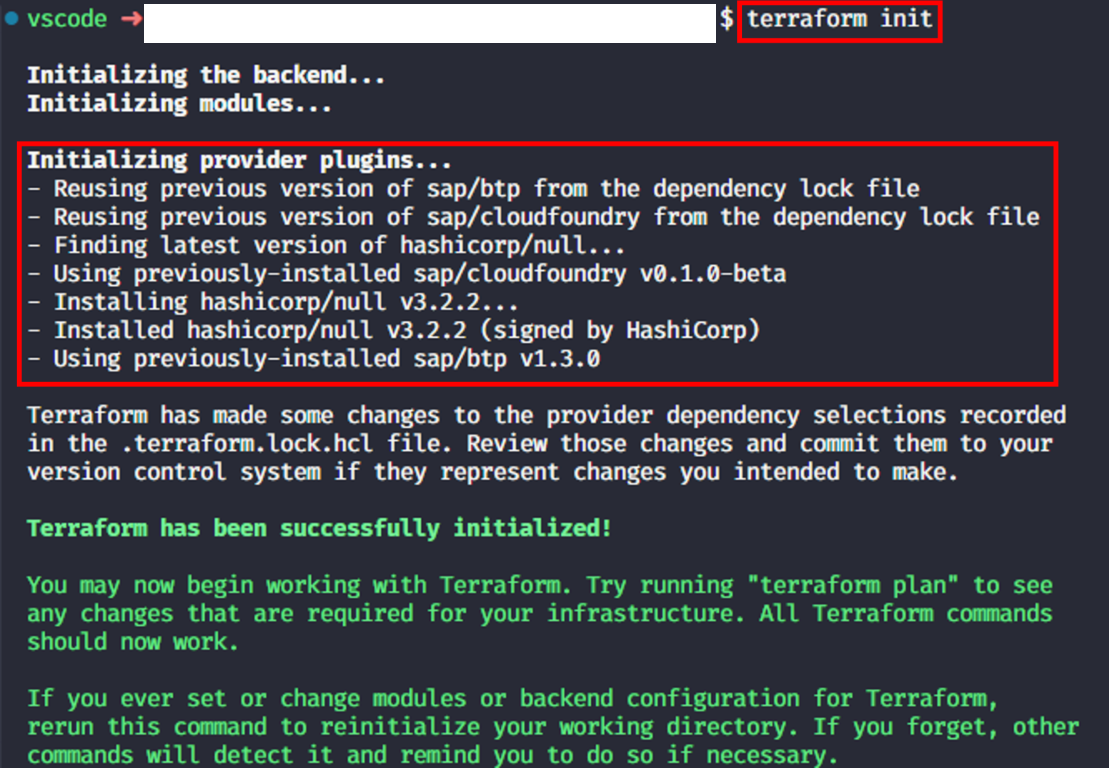 vscode → $ terraform init
Initializing the backend...
Initializing modules...
Initializing provider plugins...
- Reusing previous version of sap/btp from the dependency lock file
- Reusing previous version of sap/cloudfoundry from the dependency lock file
- Finding latest version of hashicorp/null...
- Using previously-installed sap/cloudfoundry v0.1.0-beta
- Installing hashicorp/null v3.2.2...
- Installed hashicorp/null v3.2.2 (signed by HashiCorp)
- Using previously-installed sap/btp v1.3.0
Terraform has made some changes to the provider dependency selections recorded
in the .terraform.lock.hcl file. Review those changes and commit them to your
version control system if they represent changes you intended to make.
Terraform has been successfully initialized!
You may now begin working with Terraform. Try running "terraform plan" to see
any changes that are required for your infrastructure. All Terraform commands
should now work.
If you ever set or change modules or backend configuration for Terraform,
rerun this command to reinitialize your working directory. If you forget, other
commands will detect it and remind you to do so if necessary.